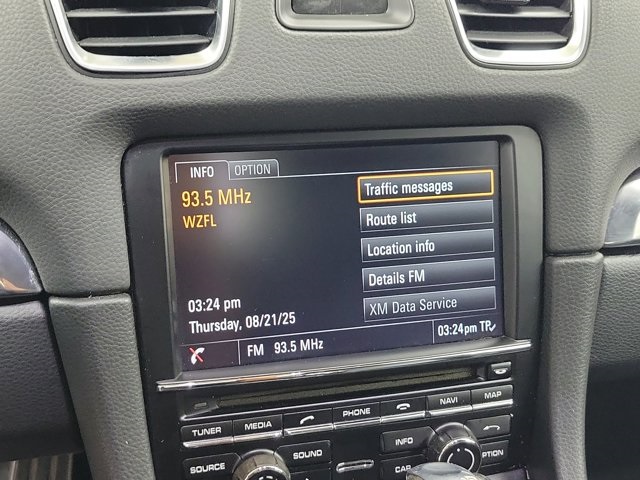 INFO OPTION
93.5 MHz
WZFL
Traffic messages
Route list
Location info
Details FM
XM Data Service
03:24 pm
Thursday, 08/21/25
FM 93.5 MHz
03:24pm TP
TUNER MEDIA PHONE NAVI MAP
SOURCE SOUND INFO
CAR OPTION